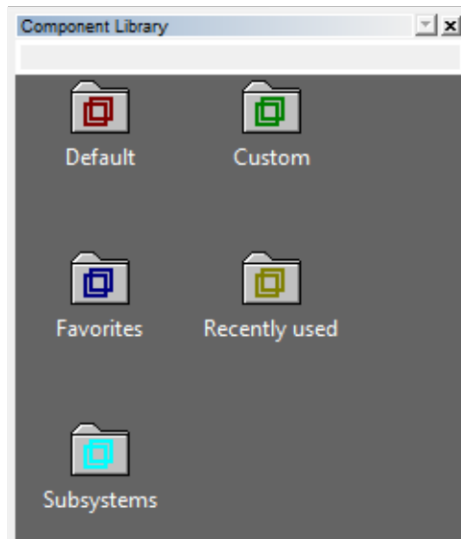 Component Library
Default
Custom
Favorites
Recently used
Subsystems